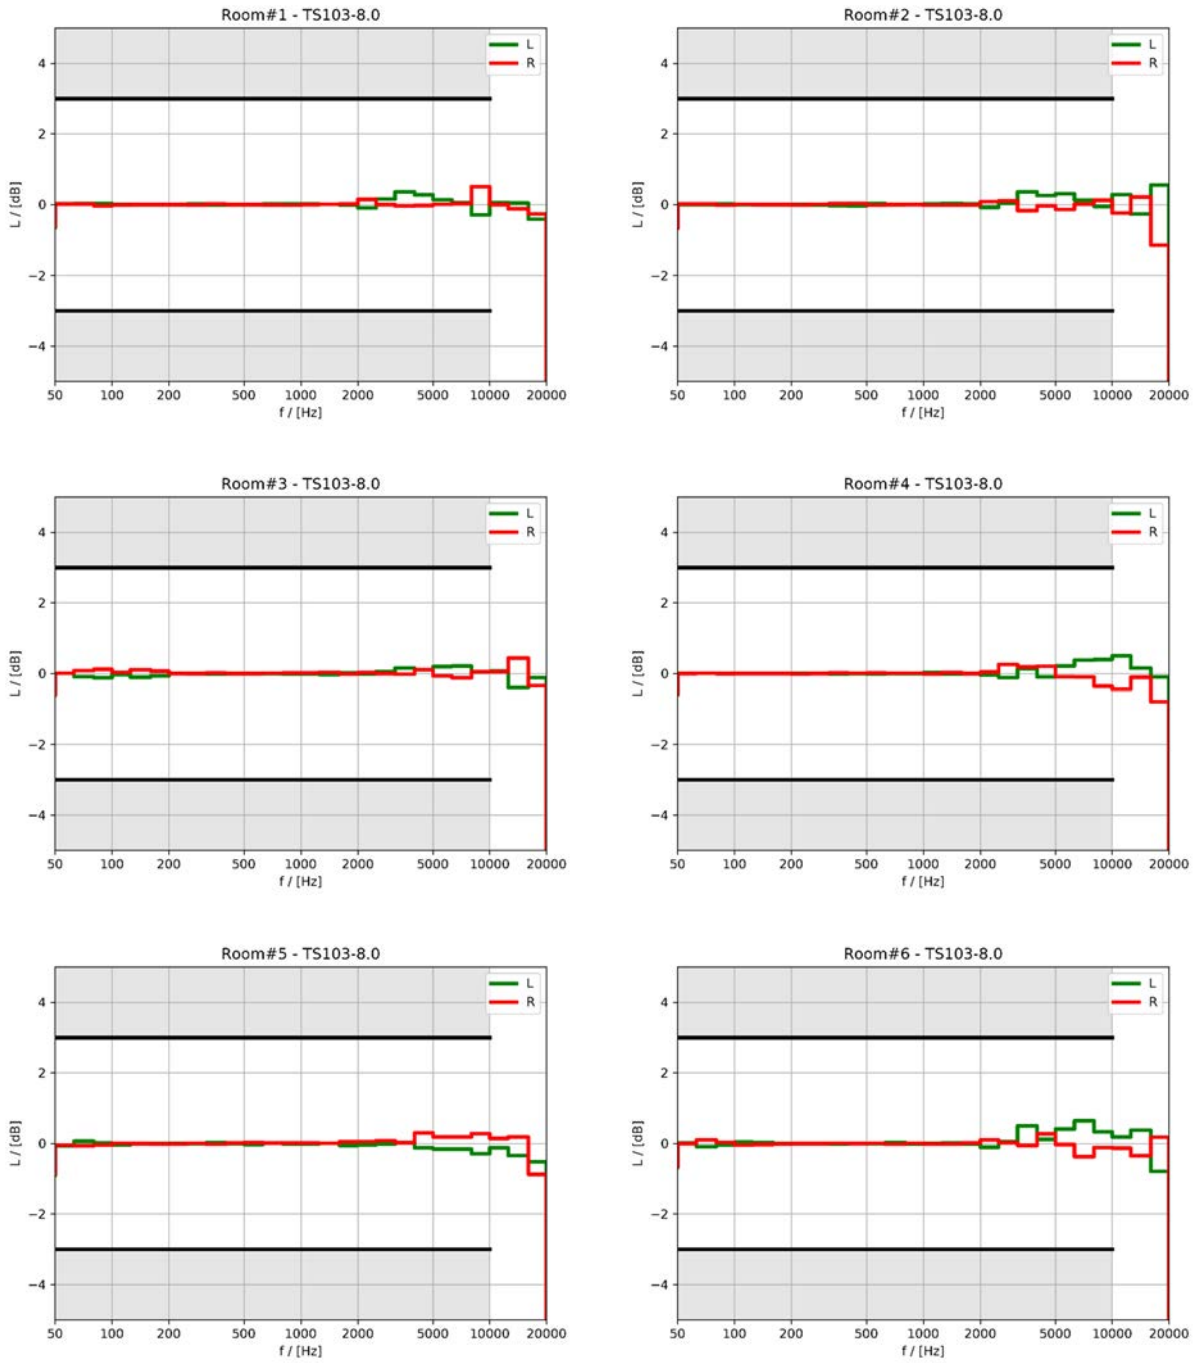 Room#1 - TS103-8.0
L
R
4
2
0
−2
−4
L / [dB]
50 100 200 500 1000 2000 5000 10000 20000
f / [Hz]
Room#2 - TS103-8.0
L
R
4
2
0
−2
−4
L / [dB]
50 100 200 500 1000 2000 5000 10000 20000
f / [Hz]
Room#3 - TS103-8.0
L
R
4
2
0
−2
−4
L / [dB]
50 100 200 500 1000 2000 5000 10000 20000
f / [Hz]
Room#4 - TS103-8.0
L
R
4
2
0
−2
−4
L / [dB]
50 100 200 500 1000 2000 5000 10000 20000
f / [Hz]
Room#5 - TS103-8.0
L
R
4
2
0
−2
−4
L / [dB]
50 100 200 500 1000 2000 5000 10000 20000
f / [Hz]
Room#6 - TS103-8.0
L
R
4
2
0
−2
−4
L / [dB]
50 100 200 500 1000 2000 5000 10000 20000
f / [Hz]